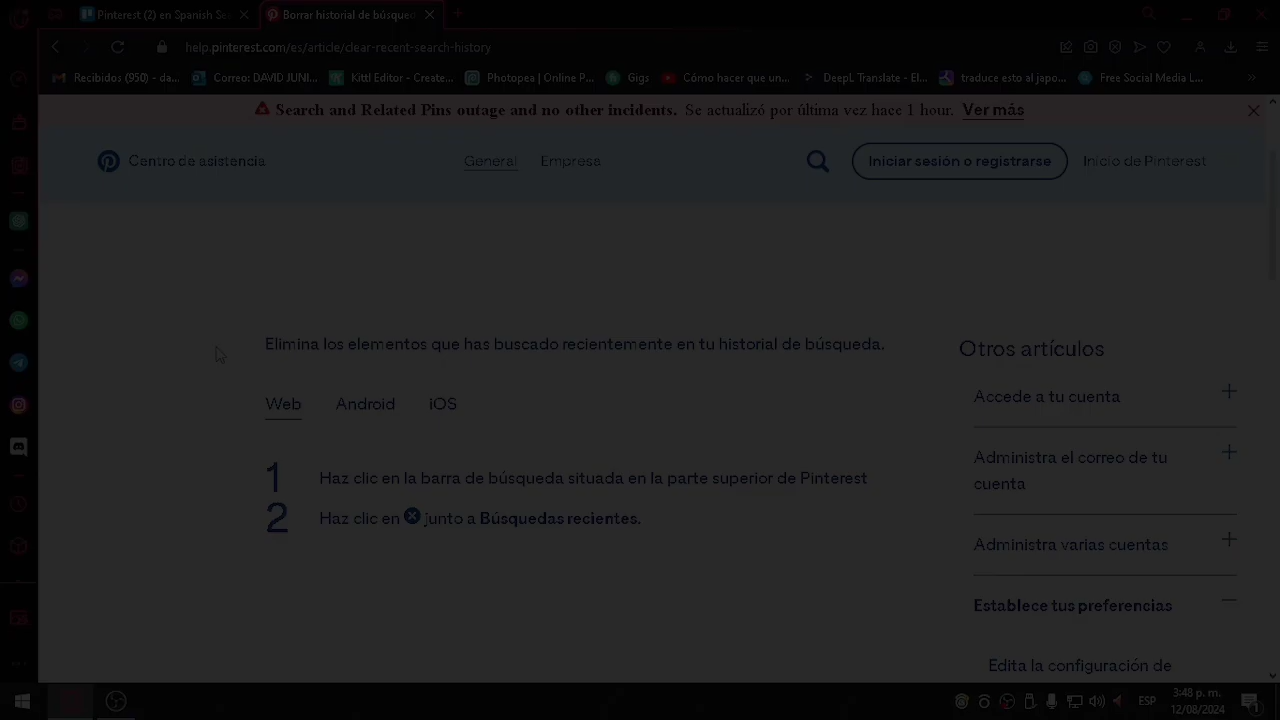 Pinterest (2) en Spanish Se
Borrar historial de búsqued
help.pinterest.com/es/article/clear-recent-search-history
Recibidos (950) - da...
Correo: DAVID JUNI...
Kittl Editor - Create...
Photopea | Online P...
Gigs
Cómo hacer que un...
DeepL Translate - El...
traduce esto al japo...
Free Social Media L...
Search and Related Pins outage and no other incidents. Se actualizó por última vez hace 1 hour. Ver más
Centro de asistencia
General
Empresa
Iniciar sesión o registrarse
Inicio de Pinterest
Elimina los elementos que has buscado recientemente en tu historial de búsqueda.
Web
Android
iOS
1 Haz clic en la barra de búsqueda situada en la parte superior de Pinterest
2 Haz clic en junto a Búsquedas recientes.
Otros artículos
Accede a tu cuenta
Administra el correo de tu
cuenta
Administra varias cuentas
Establece tus preferencias
Edita la configuración de
ESP
3:48 p. m.
12/08/2024